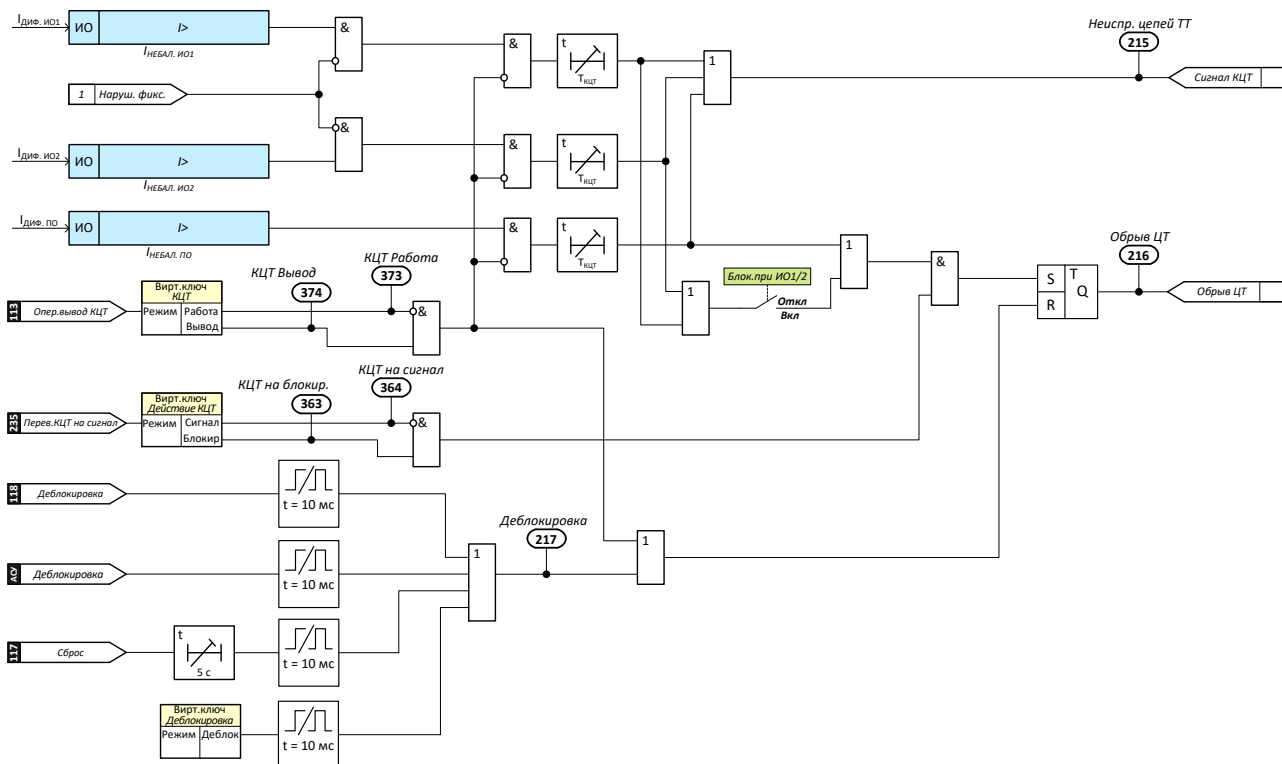 Неиспр. цепей ТТ
215
Сигнал КЦТ
IДИФ. ИО1
ИО
I>
IНЕБАЛ. ИО1
&
&
t
TКЦТ
1
1
Наруш. фикс.
&
IДИФ. ИО2
ИО
I>
IНЕБАЛ. ИО2
&
t
TКЦТ
IДИФ. ПО
ИО
I>
IНЕБАЛ. ПО
&
t
TКЦТ
1
Обрыв ЦТ
216
&
S
T
Q
R
Обрыв ЦТ
КЦТ Работа
373
КЦТ Вывод
374
Блок.при ИО1/2
1
Откл
Вкл
113
Опер.вывод КЦТ
Вирт.ключ
КЦТ
Режим
Работа
Вывод
&
КЦТ на сигнал
364
КЦТ на блокир.
363
235
Перев.КЦТ на сигнал
Вирт.ключ
Действие КЦТ
Режим
Сигнал
Блокир
&
118
Деблокировка
t = 10 мс
Деблокировка
217
1
1
АСУ
Деблокировка
t = 10 мс
117
Сброс
t
5 с
t = 10 мс
Вирт.ключ
Деблокировка
Режим
Деблок
t = 10 мс